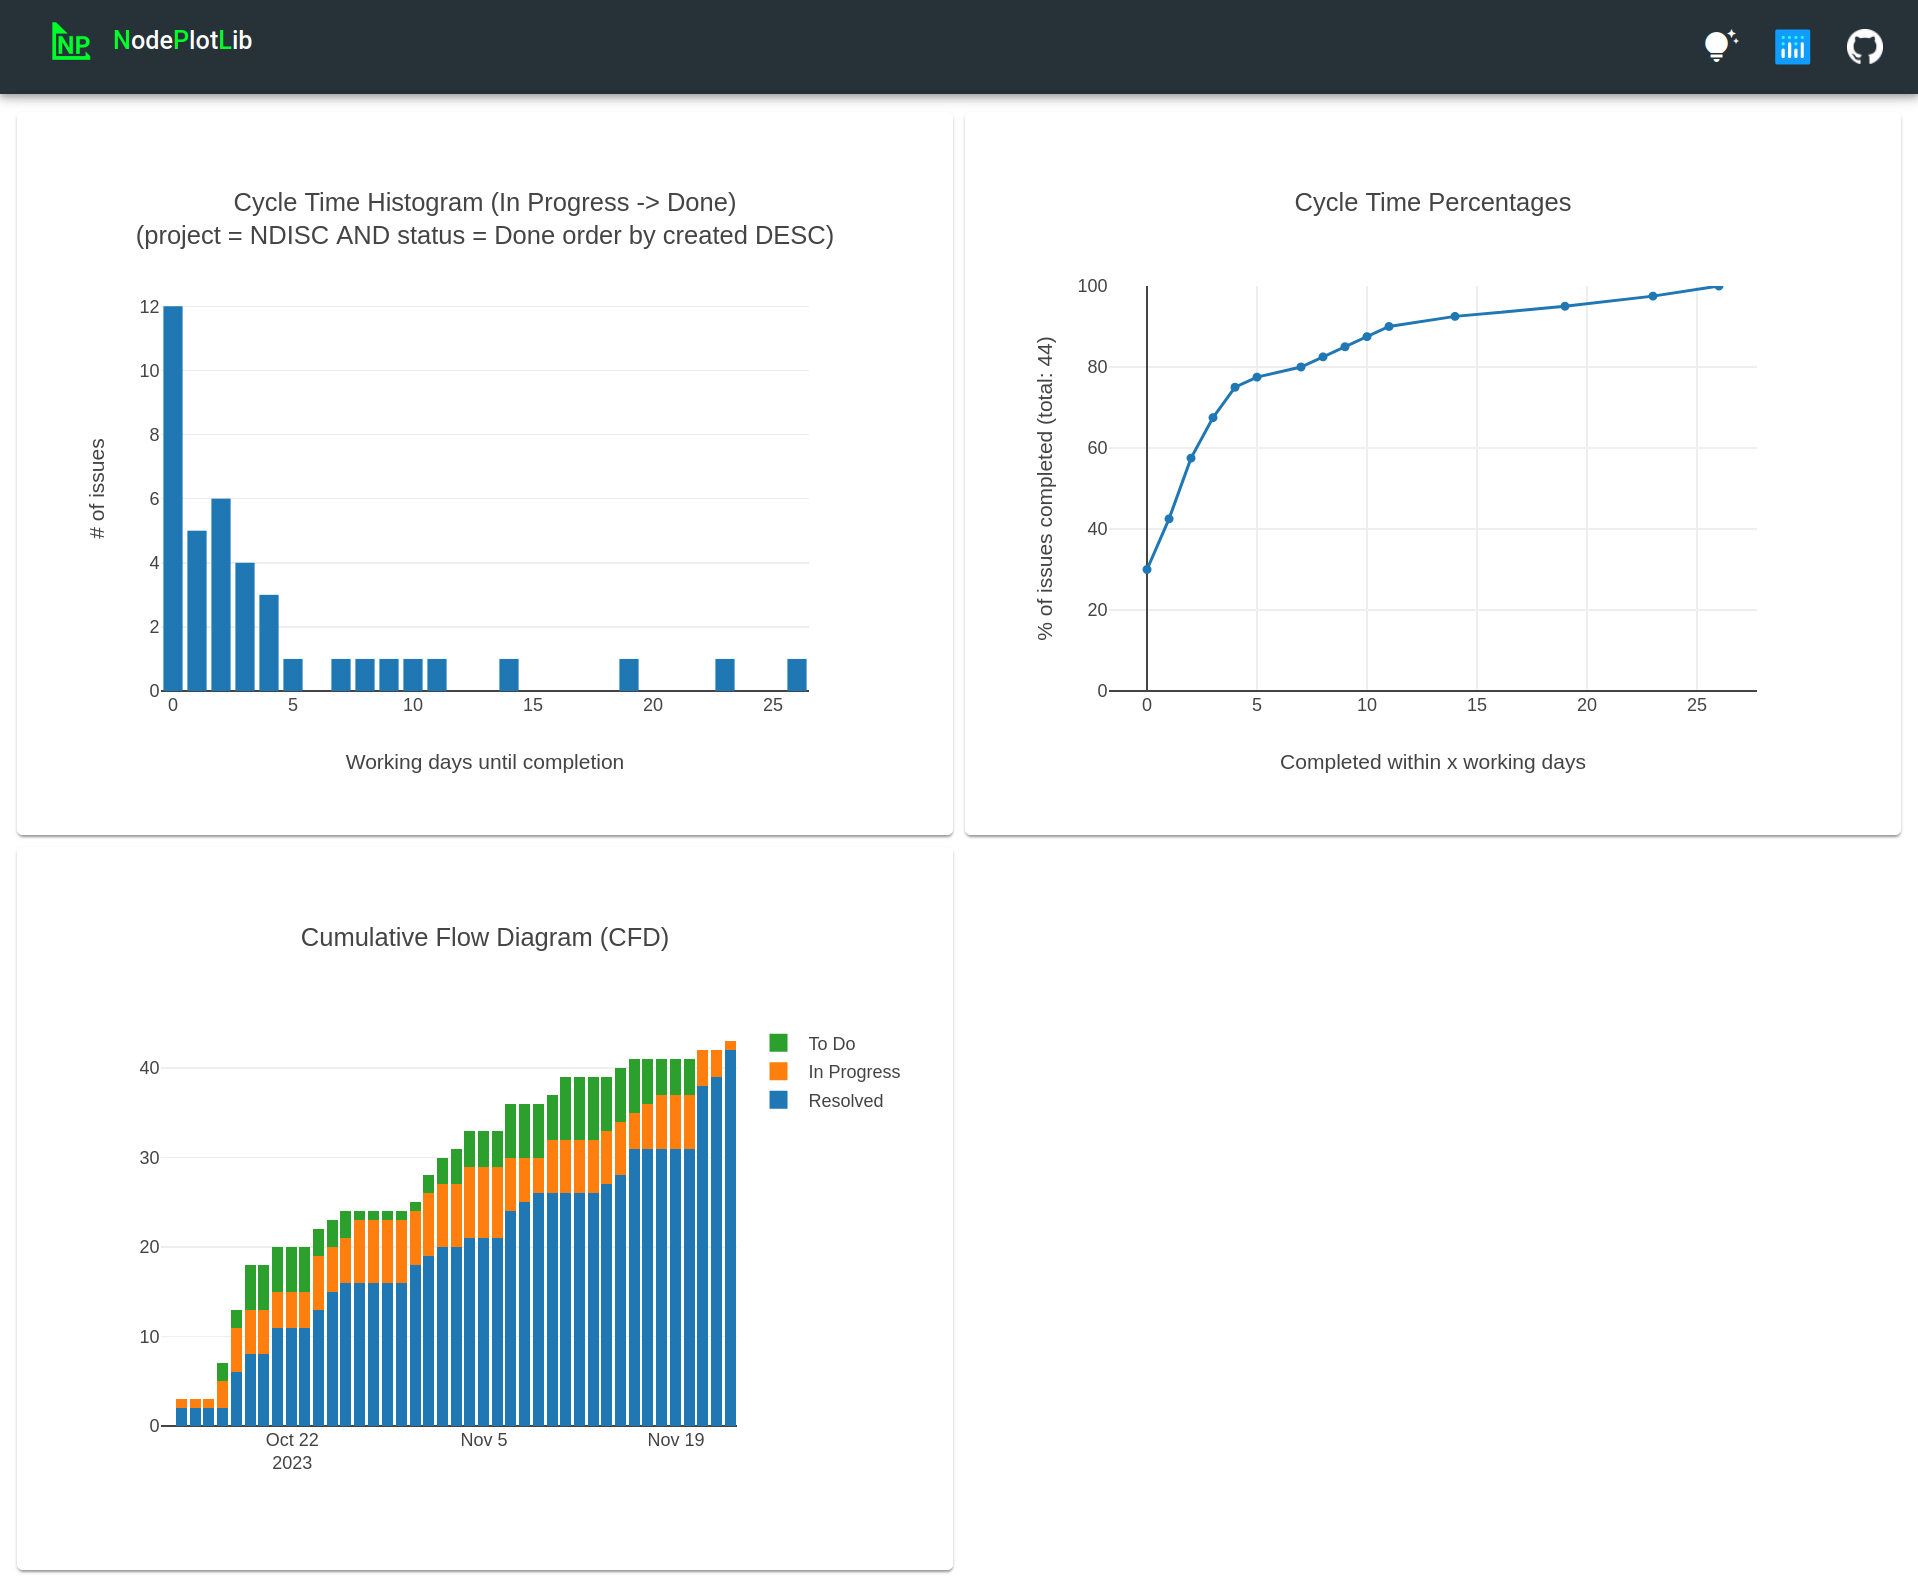 NP NodePlotLib
Cycle Time Histogram (In Progress -> Done)
(project = NDISC AND status = Done order by created DESC)
# of issues
12
10
8
6
4
2
0
0 5 10 15 20 25
Working days until completion
Cycle Time Percentages
% of issues completed (total: 44)
100
80
60
40
20
0
0 5 10 15 20 25
Completed within x working days
Cumulative Flow Diagram (CFD)
40
30
20
10
0
Oct 22 Nov 5 Nov 19
2023
To Do
In Progress
Resolved